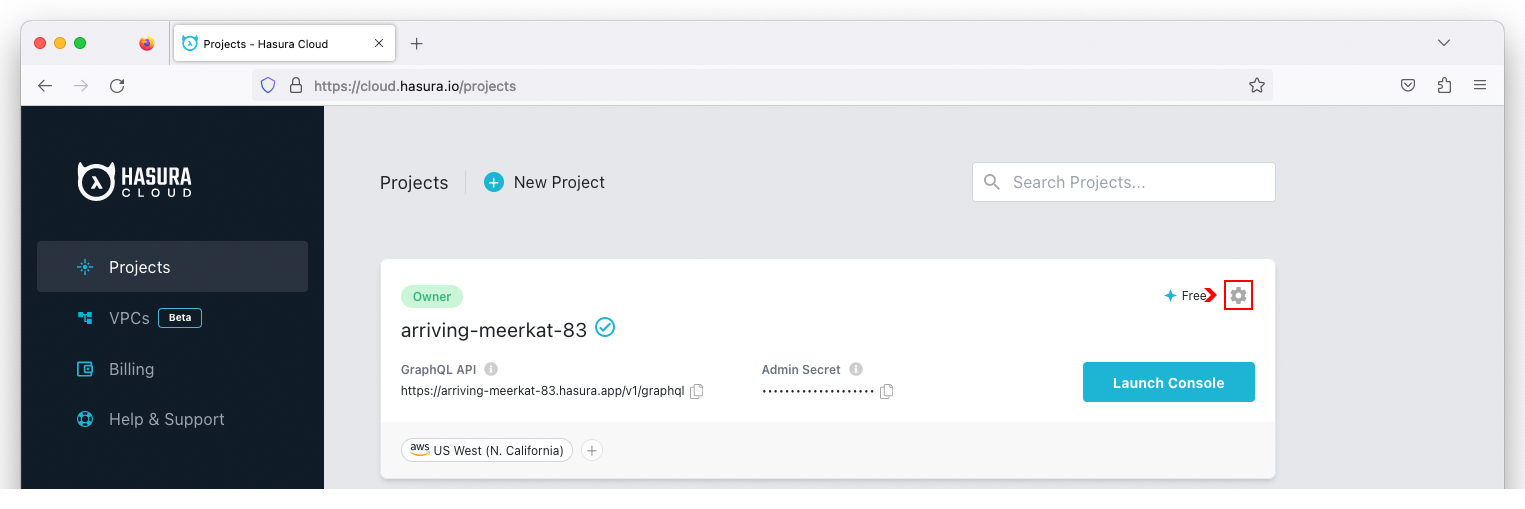 Projects - Hasura Cloud
https://cloud.hasura.io/projects
HASURA
CLOUD
Projects
VPCs Beta
Billing
Help & Support
Projects
New Project
Search Projects...
Owner
Free
arriving-meerkat-83
GraphQL API
https://arriving-meerkat-83.hasura.app/v1/graphql
Admin Secret
Launch Console
aws US West (N. California)